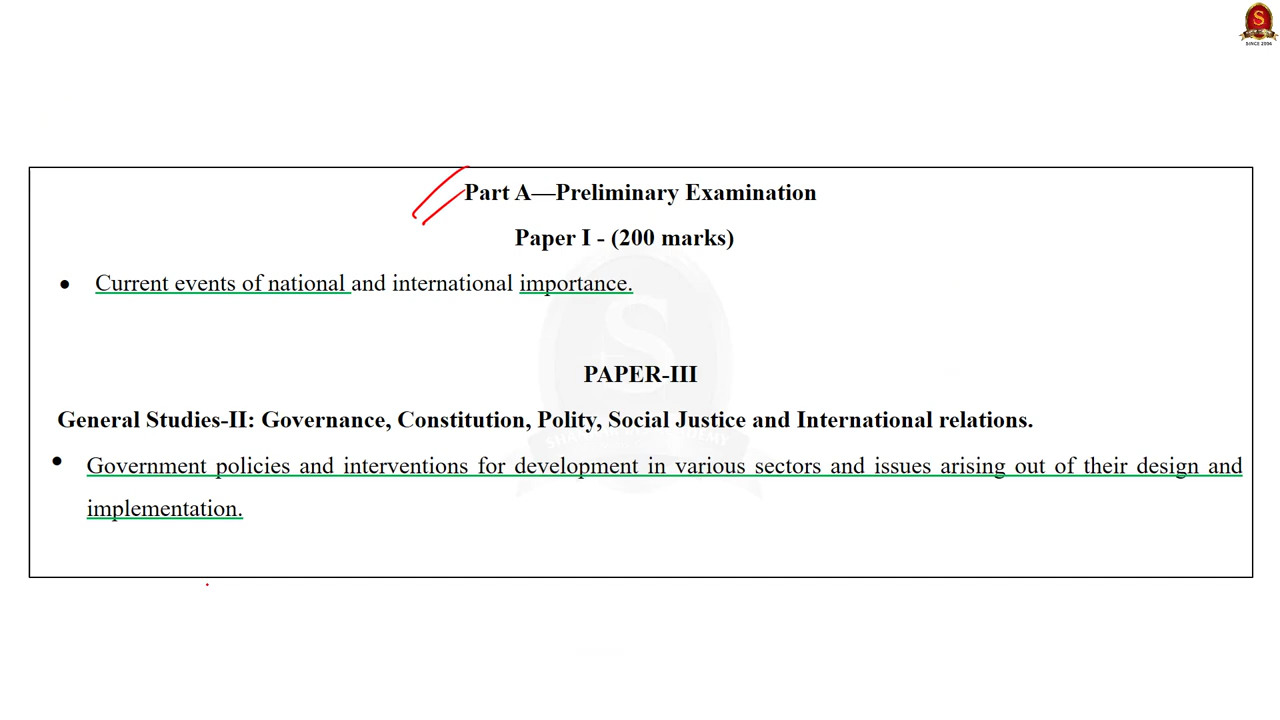 S
SINCE 2004
Part A—Preliminary Examination
Paper I - (200 marks)
• Current events of national and international importance.
PAPER-III
General Studies-II: Governance, Constitution, Polity, Social Justice and International relations.
• Government policies and interventions for development in various sectors and issues arising out of their design and
implementation.